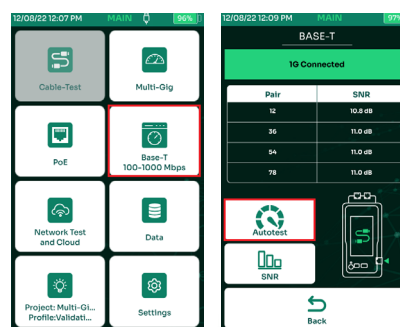 12/08/22 12:07 PM MAIN 96%
Cable-Test
Multi-Gig
PoE
Base-T
100-1000 Mbps
Network Test
and Cloud
Data
Project: Multi-Gi...
Profile:Validati...
Settings
12/08/22 12:09 PM MAIN 97%
BASE-T
1G Connected
Pair SNR
12 10.8 dB
36 11.0 dB
54 11.0 dB
78 11.0 dB
Autotest
SNR
Back